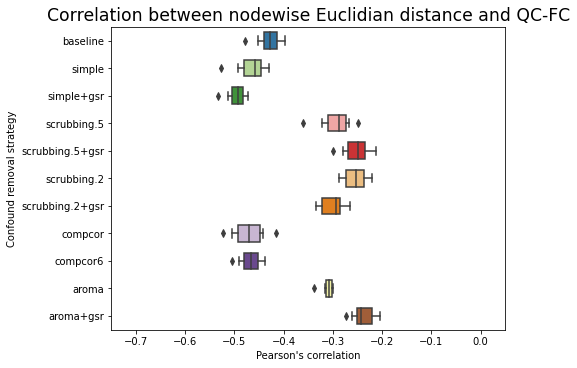 Correlation between nodewise Euclidian distance and QC-FC
baseline
simple
simple+gsr
scrubbing.5
scrubbing.5+gsr
scrubbing.2
scrubbing.2+gsr
compcor
compcor6
aroma
aroma+gsr
Confound removal strategy
−0.7 −0.6 −0.5 −0.4 −0.3 −0.2 −0.1 0.0
Pearson's correlation